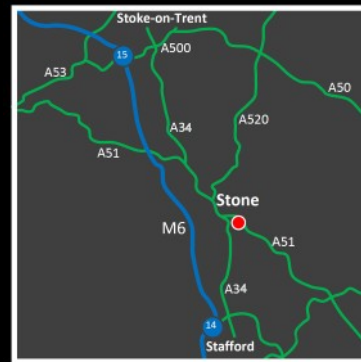 Stoke-on-Trent
15
A500
A53
A50
A34
A520
A51
Stone
M6
A51
A34
14
Stafford